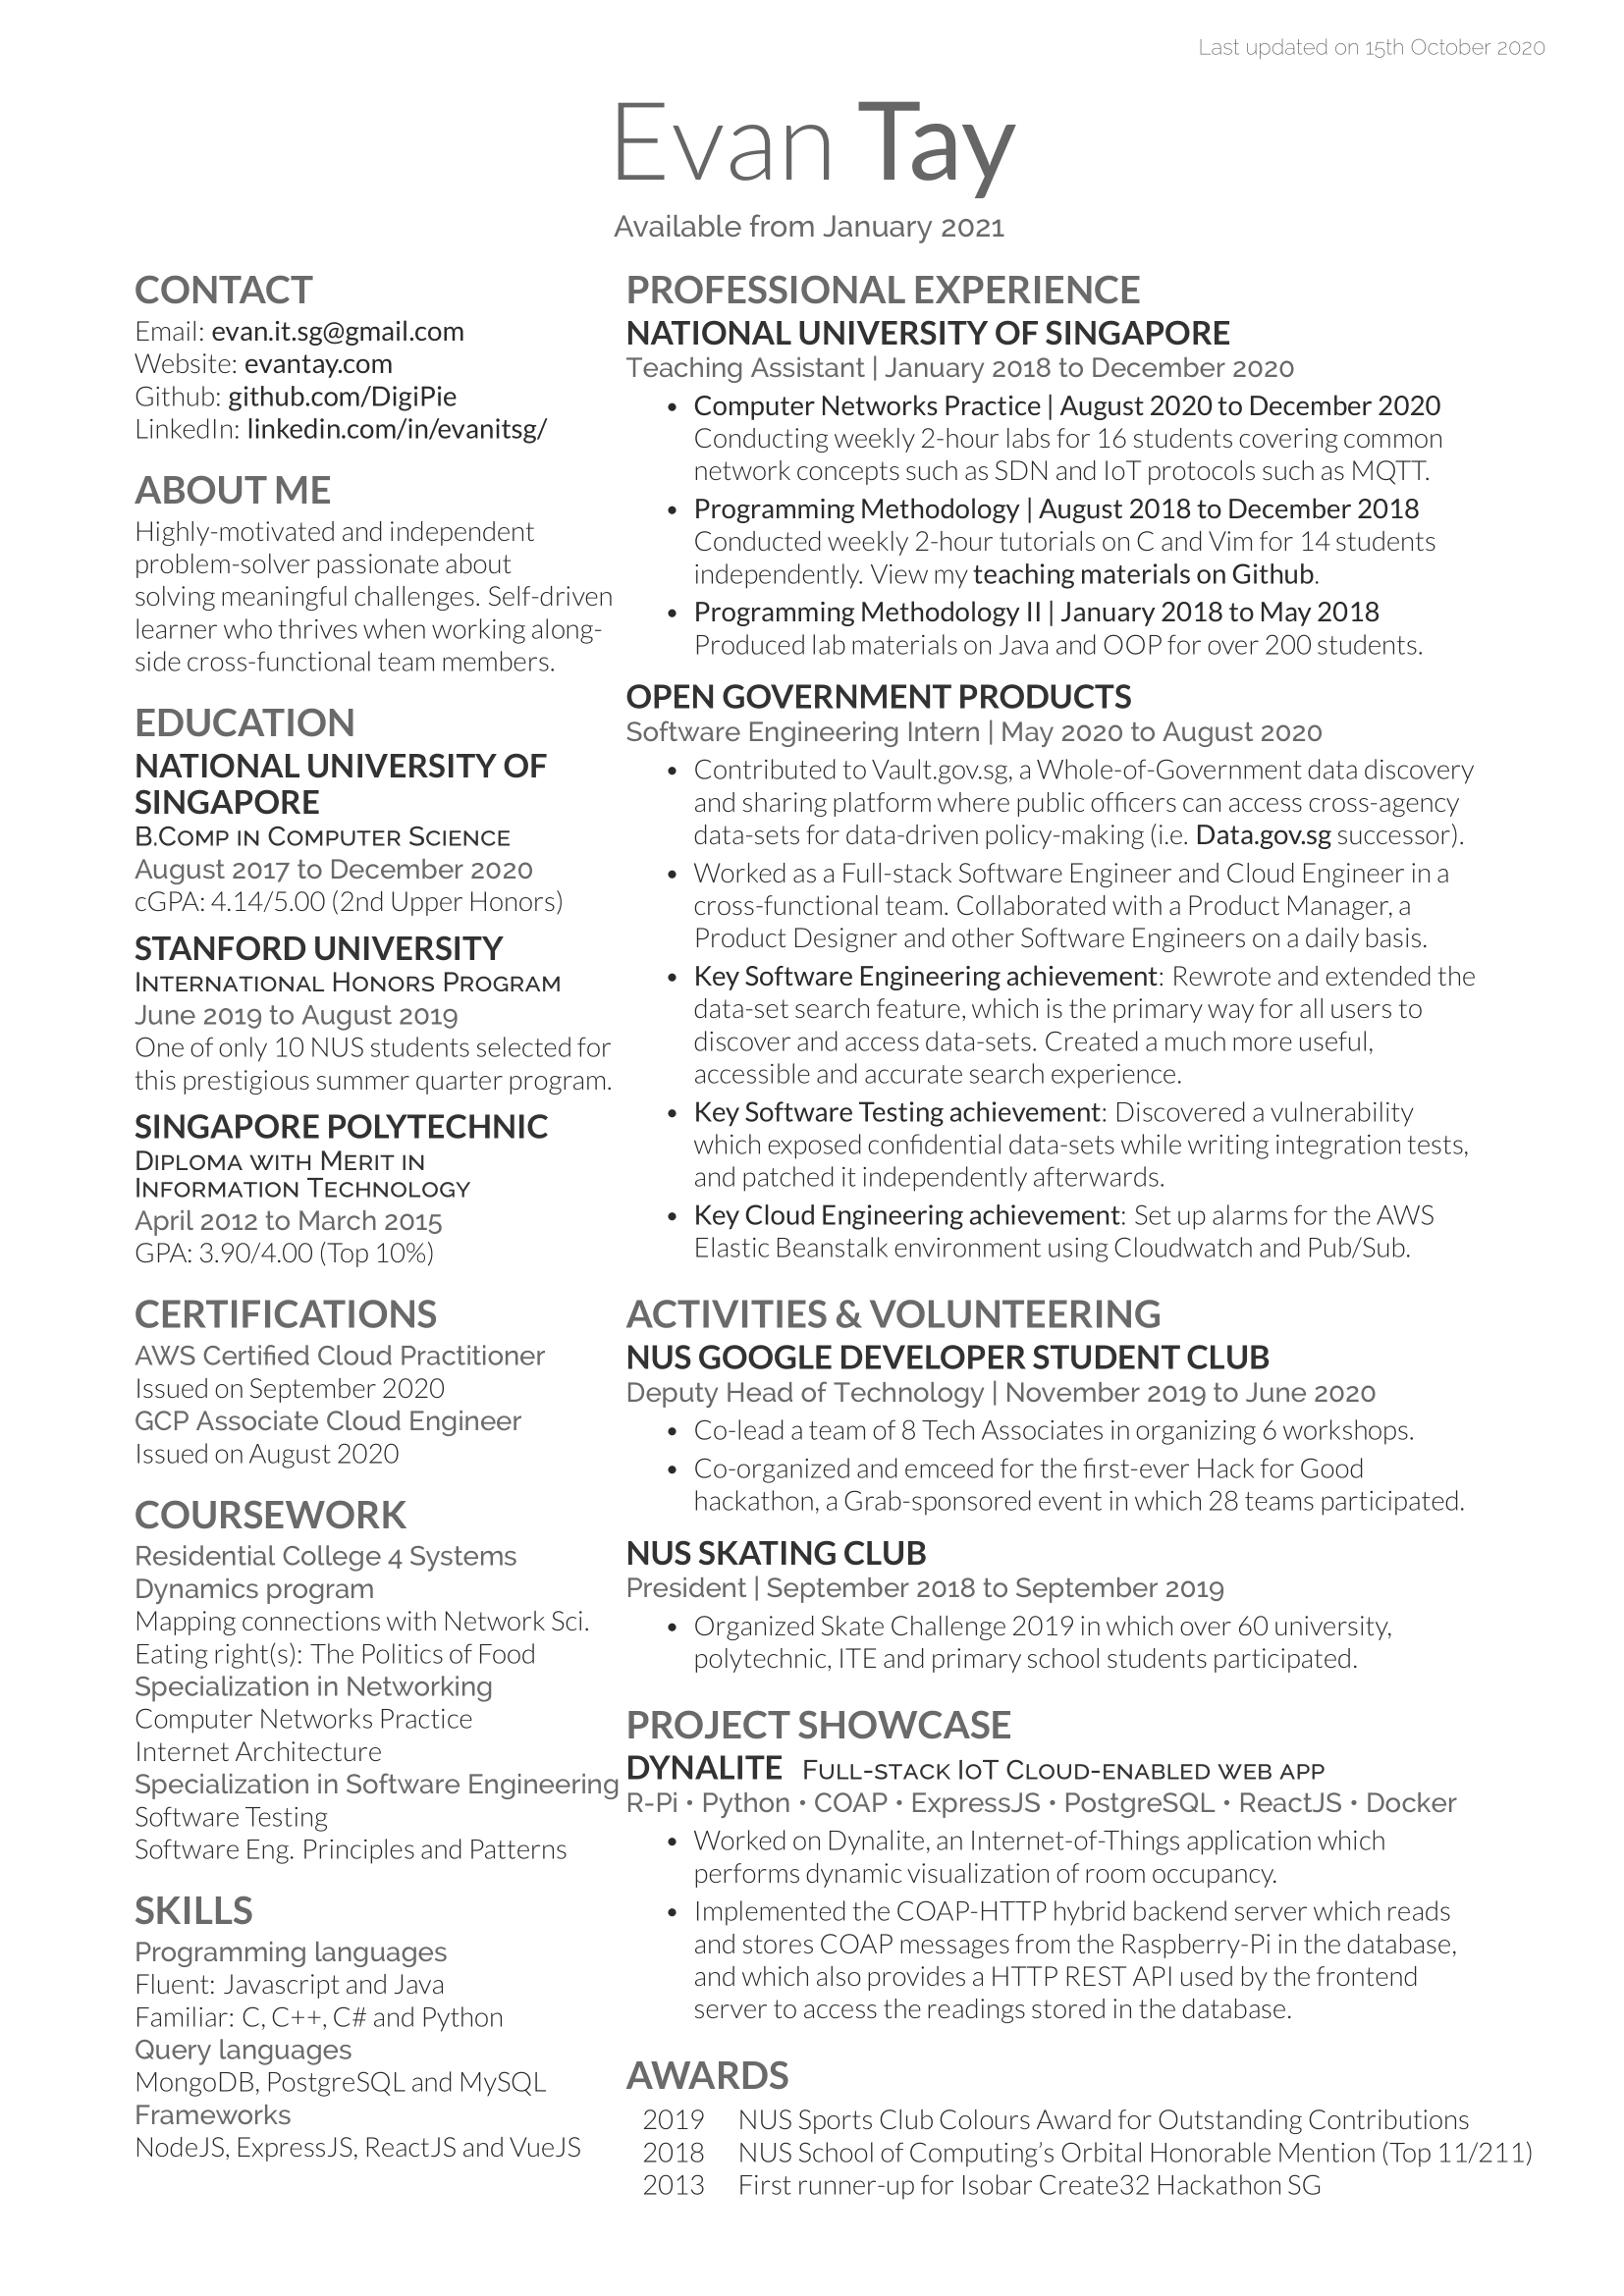 Last updated on 15th October 2020
Evan Tay
Available from January 2021
CONTACT
Email: evan.it.sg@gmail.com
Website: evantay.com
Github: github.com/DigiPie
LinkedIn: linkedin.com/in/evanitsg/
ABOUT ME
Highly-motivated and independent
problem-solver passionate about
solving meaningful challenges. Self-driven
learner who thrives when working along-
side cross-functional team members.
EDUCATION
NATIONAL UNIVERSITY OF
SINGAPORE
B.Comp in Computer Science
August 2017 to December 2020
cGPA: 4.14/5.00 (2nd Upper Honors)
STANFORD UNIVERSITY
International Honors Program
June 2019 to August 2019
One of only 10 NUS students selected for
this prestigious summer quarter program.
SINGAPORE POLYTECHNIC
Diploma with Merit in
Information Technology
April 2012 to March 2015
GPA: 3.90/4.00 (Top 10%)
CERTIFICATIONS
AWS Certified Cloud Practitioner
Issued on September 2020
GCP Associate Cloud Engineer
Issued on August 2020
COURSEWORK
Residential College 4 Systems
Dynamics program
Mapping connections with Network Sci.
Eating right(s): The Politics of Food
Specialization in Networking
Computer Networks Practice
Internet Architecture
Specialization in Software Engineering
Software Testing
Software Eng. Principles and Patterns
SKILLS
Programming languages
Fluent: Javascript and Java
Familiar: C, C++, C# and Python
Query languages
MongoDB, PostgreSQL and MySQL
Frameworks
NodeJS, ExpressJS, ReactJS and VueJS
PROFESSIONAL EXPERIENCE
NATIONAL UNIVERSITY OF SINGAPORE
Teaching Assistant | January 2018 to December 2020
• Computer Networks Practice | August 2020 to December 2020
Conducting weekly 2-hour labs for 16 students covering common
network concepts such as SDN and IoT protocols such as MQTT.
• Programming Methodology | August 2018 to December 2018
Conducted weekly 2-hour tutorials on C and Vim for 14 students
independently. View my teaching materials on Github.
• Programming Methodology II | January 2018 to May 2018
Produced lab materials on Java and OOP for over 200 students.
OPEN GOVERNMENT PRODUCTS
Software Engineering Intern | May 2020 to August 2020
• Contributed to Vault.gov.sg, a Whole-of-Government data discovery
and sharing platform where public officers can access cross-agency
data-sets for data-driven policy-making (i.e. Data.gov.sg successor).
• Worked as a Full-stack Software Engineer and Cloud Engineer in a
cross-functional team. Collaborated with a Product Manager, a
Product Designer and other Software Engineers on a daily basis.
• Key Software Engineering achievement: Rewrote and extended the
data-set search feature, which is the primary way for all users to
discover and access data-sets. Created a much more useful,
accessible and accurate search experience.
• Key Software Testing achievement: Discovered a vulnerability
which exposed confidential data-sets while writing integration tests,
and patched it independently afterwards.
• Key Cloud Engineering achievement: Set up alarms for the AWS
Elastic Beanstalk environment using Cloudwatch and Pub/Sub.
ACTIVITIES & VOLUNTEERING
NUS GOOGLE DEVELOPER STUDENT CLUB
Deputy Head of Technology | November 2019 to June 2020
• Co-lead a team of 8 Tech Associates in organizing 6 workshops.
• Co-organized and emceed for the first-ever Hack for Good
hackathon, a Grab-sponsored event in which 28 teams participated.
NUS SKATING CLUB
President | September 2018 to September 2019
• Organized Skate Challenge 2019 in which over 60 university,
polytechnic, ITE and primary school students participated.
PROJECT SHOWCASE
DYNALITE Full-stack IoT Cloud-enabled web app
R-Pi • Python • COAP • ExpressJS • PostgreSQL • ReactJS • Docker
• Worked on Dynalite, an Internet-of-Things application which
performs dynamic visualization of room occupancy.
• Implemented the COAP-HTTP hybrid backend server which reads
and stores COAP messages from the Raspberry-Pi in the database,
and which also provides a HTTP REST API used by the frontend
server to access the readings stored in the database.
AWARDS
2019 NUS Sports Club Colours Award for Outstanding Contributions
2018 NUS School of Computing's Orbital Honorable Mention (Top 11/211)
2013 First runner-up for Isobar Create32 Hackathon SG